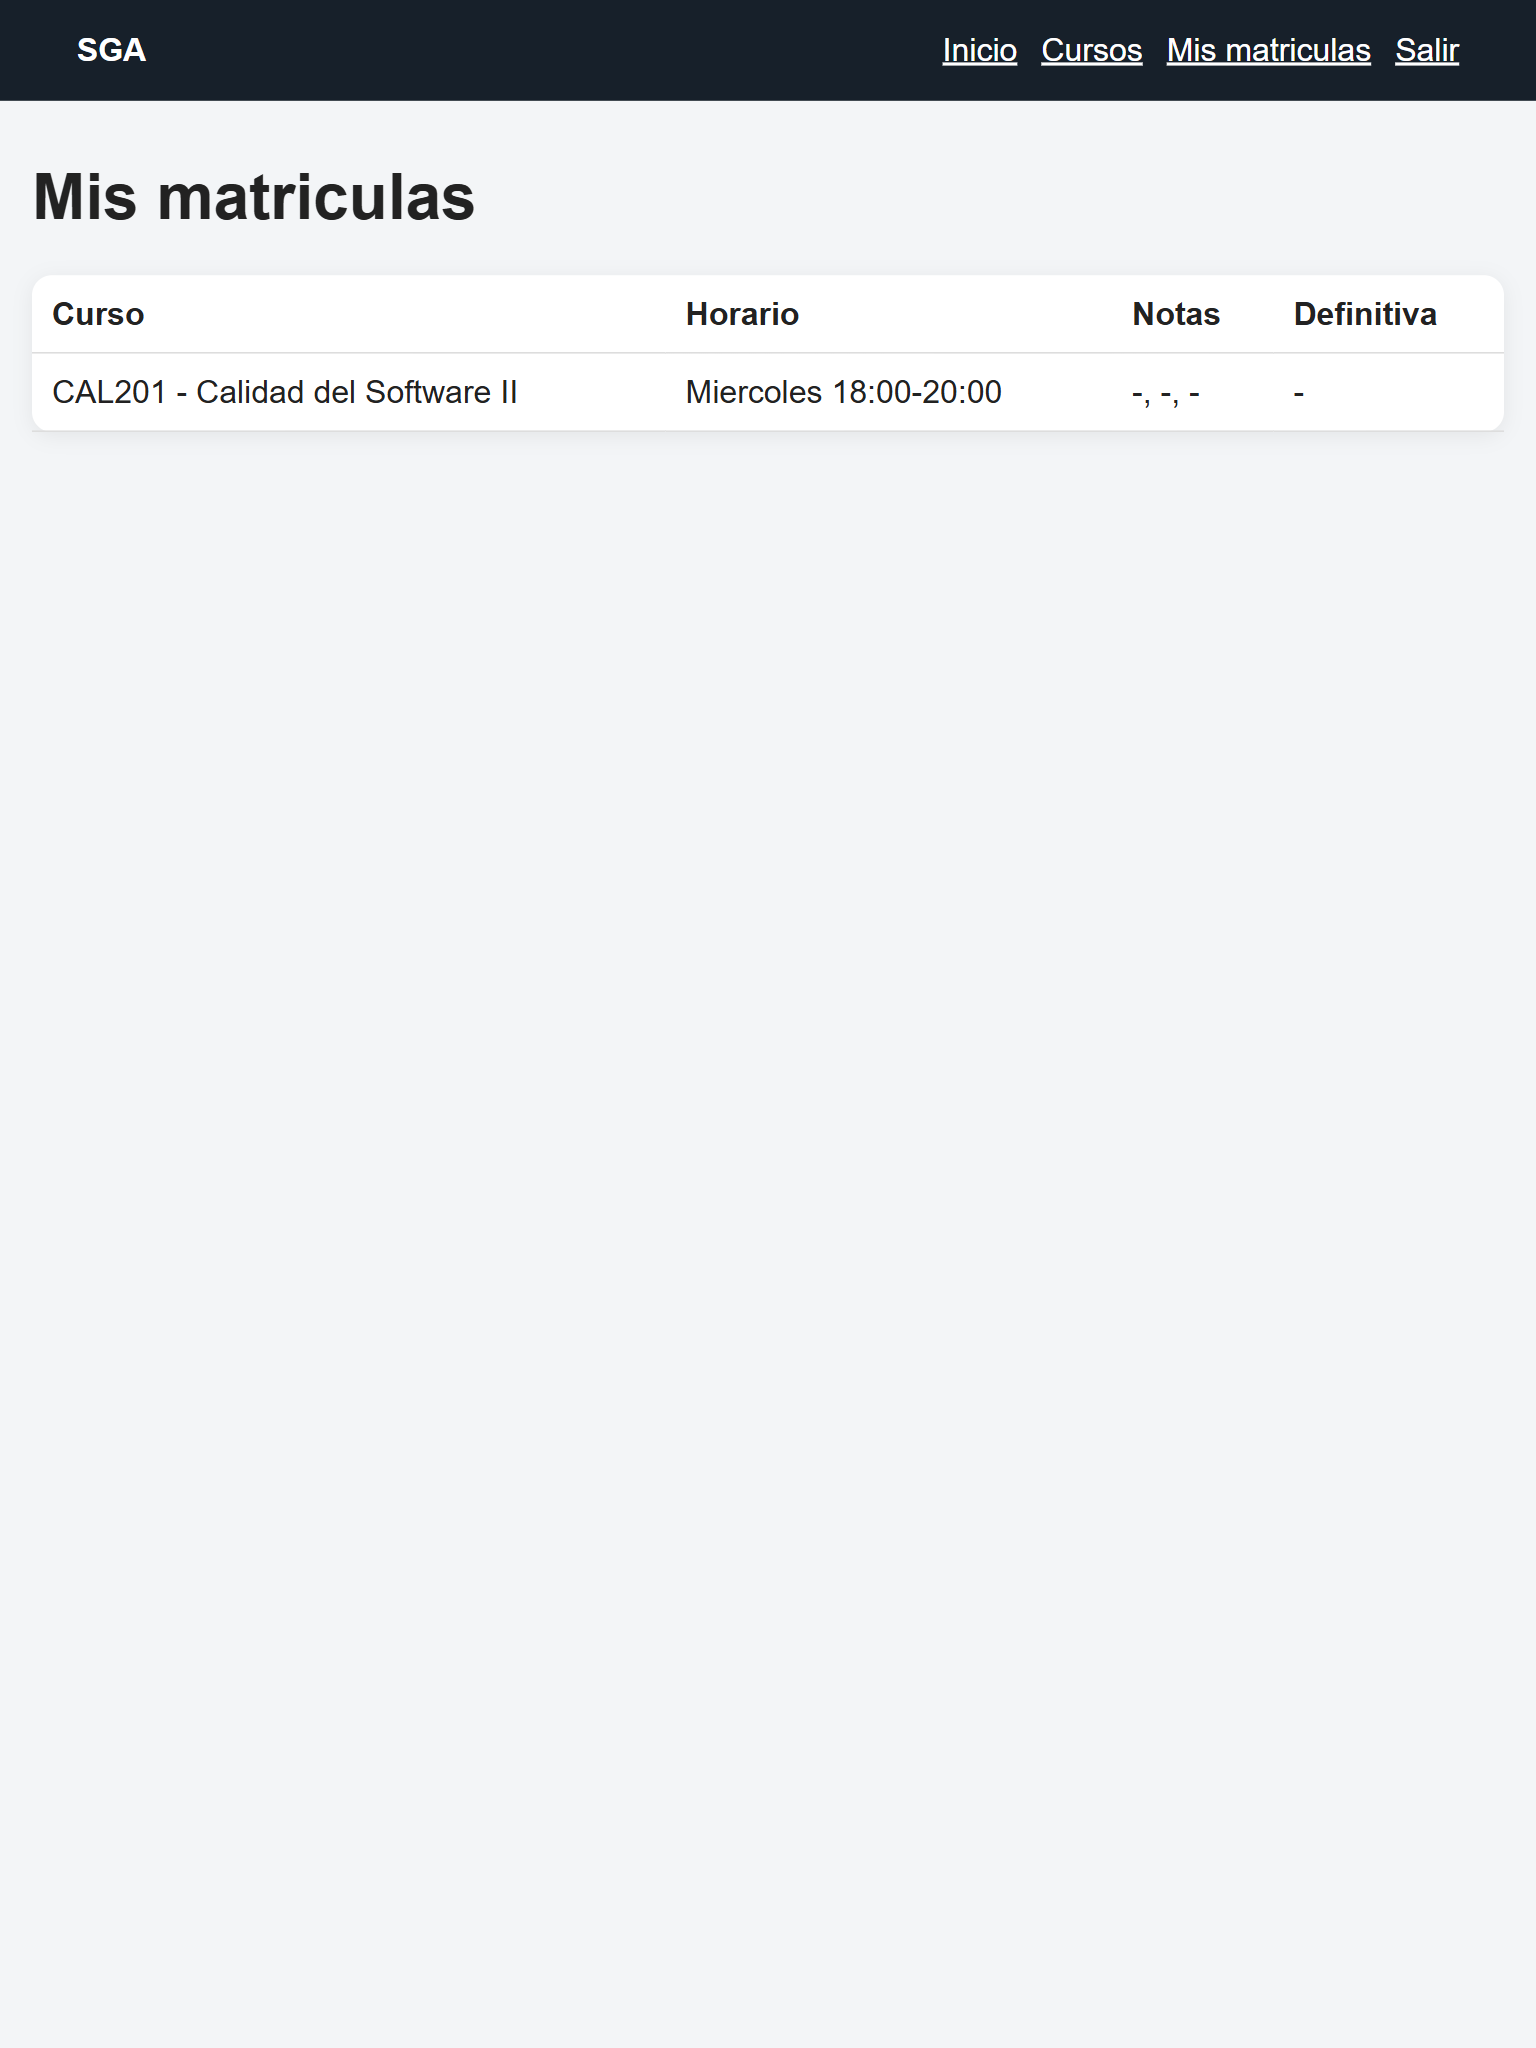 SGA Inicio Cursos Mis matriculas Salir
Mis matriculas
Curso Horario Notas Definitiva
CAL201 - Calidad del Software II Miercoles 18:00-20:00 -, -, - -